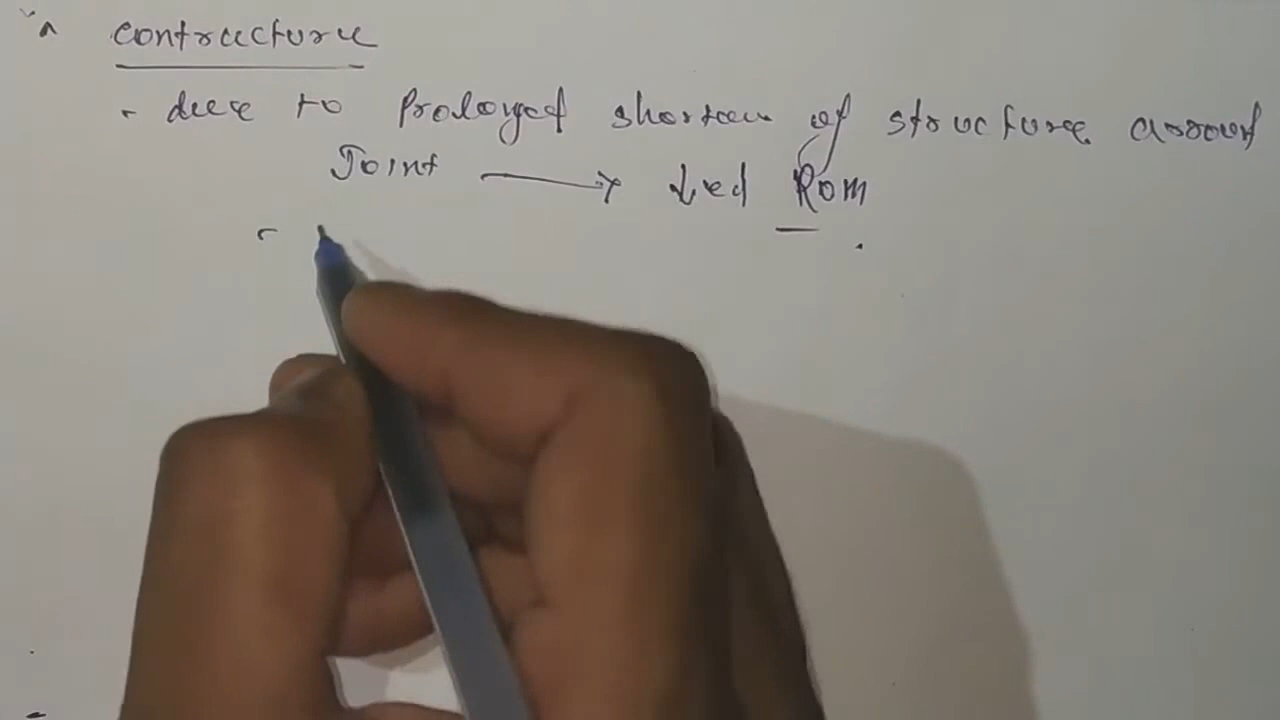 contracture
- due to Prolonged shorten of structure around
Joint → ↓ed ROM
-